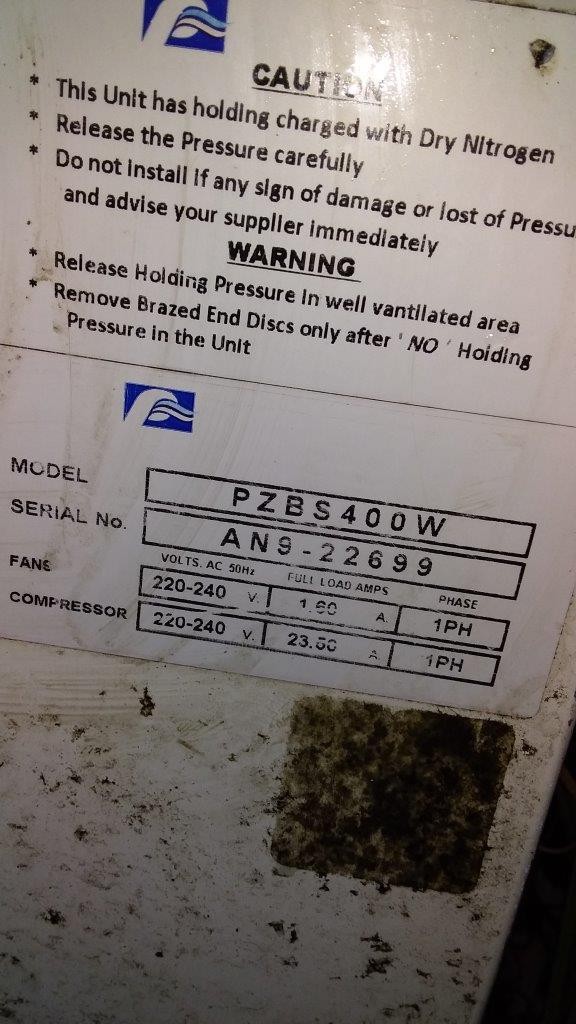 CAUTION
* This Unit has holding charged with Dry Nitrogen
* Release the Pressure carefully
* Do not install if any sign of damage or lost of Pressu
and advise your supplier immediately
WARNING
* Release Holding Pressure in well vantilated area
* Remove Brazed End Discs only after 'NO' Holding
Pressure in the Unit
MODEL PZBS400W
SERIAL No. AN9-22699
VOLTS. AC 50Hz FULL LOAD AMPS PHASE
FANS 220-240 V. 1.60 A. 1PH
COMPRESSOR 220-240 V. A. 1PH